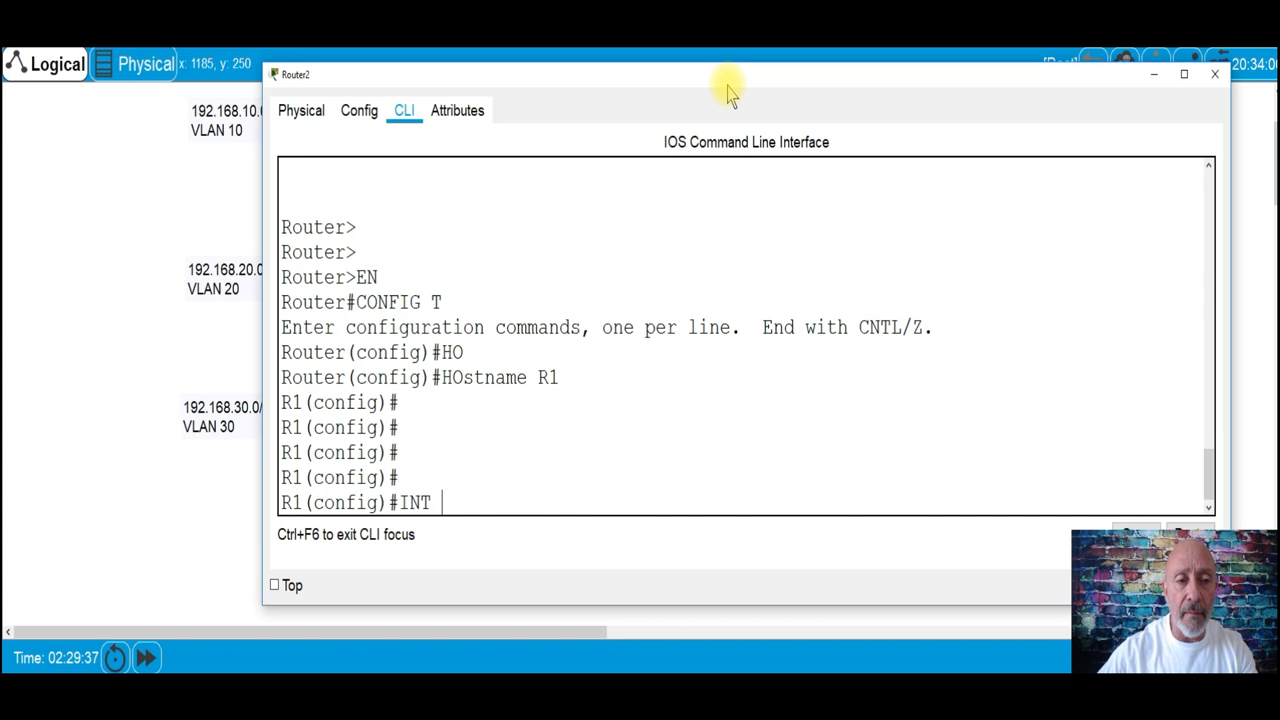 Logical
Physical
x: 1185, y: 250
Router2
Physical
Config
CLI
Attributes
IOS Command Line Interface
192.168.10.
VLAN 10
192.168.20.
VLAN 20
192.168.30.0/
VLAN 30
Router>
Router>
Router>EN
Router#CONFIG T
Enter configuration commands, one per line.  End with CNTL/Z.
Router(config)#HO
Router(config)#HOstname R1
R1(config)#
R1(config)#
R1(config)#
R1(config)#
R1(config)#INT
Ctrl+F6 to exit CLI focus
Top
Time: 02:29:37